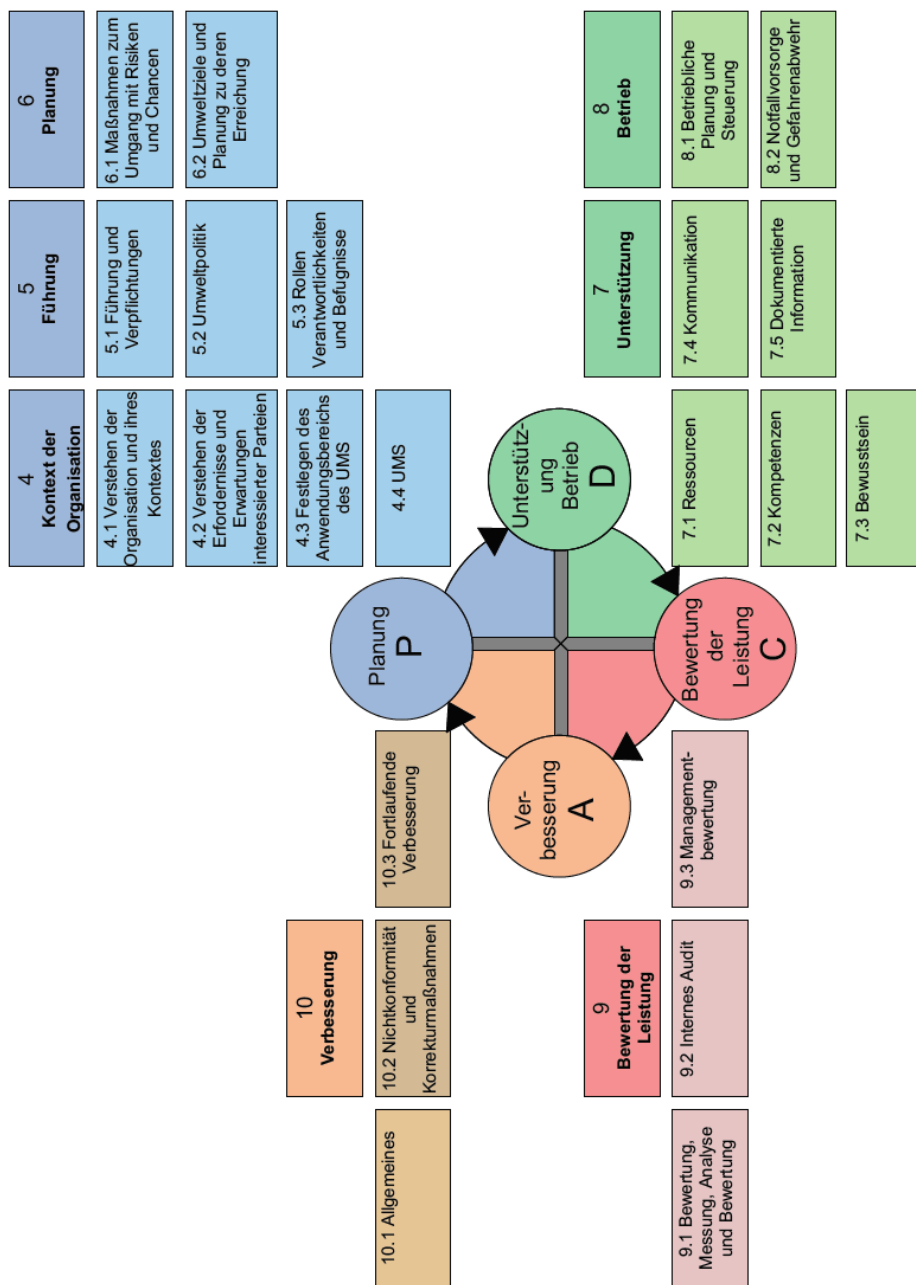 4
Kontext der
Organisation
4.1 Verstehen der
Organisation und ihres
Kontextes
4.2 Verstehen der
Erfordernisse und
Erwartungen
interessierter Parteien
4.3 Festlegen des
Anwendungsbereichs
des UMS
4.4 UMS
5
Führung
5.1 Führung und
Verpflichtungen
5.2 Umweltpolitik
5.3 Rollen
Verantwortlichkeiten
und Befugnisse
6
Planung
6.1 Maßnahmen zum
Umgang mit Risiken
und Chancen
6.2 Umweltziele und
Planung zu deren
Erreichung
10
Verbesserung
10.1 Allgemeines
10.2 Nichtkonformität
und
Korrekturmaßnahmen
10.3 Fortlaufende
Verbesserung
Planung
P
Unterstütz-
ung
Betrieb
D
Bewertung
der
Leistung
C
Ver-
besserung
A
9
Bewertung der
Leistung
9.1 Bewertung,
Messung, Analyse
und Bewertung
9.2 Internes Audit
9.3 Management-
bewertung
7
Unterstützung
7.1 Ressourcen
7.2 Kompetenzen
7.3 Bewusstsein
7.4 Kommunikation
7.5 Dokumentierte
Information
8
Betrieb
8.1 Betriebliche
Planung und
Steuerung
8.2 Notfallvorsorge
und Gefahrenabwehr